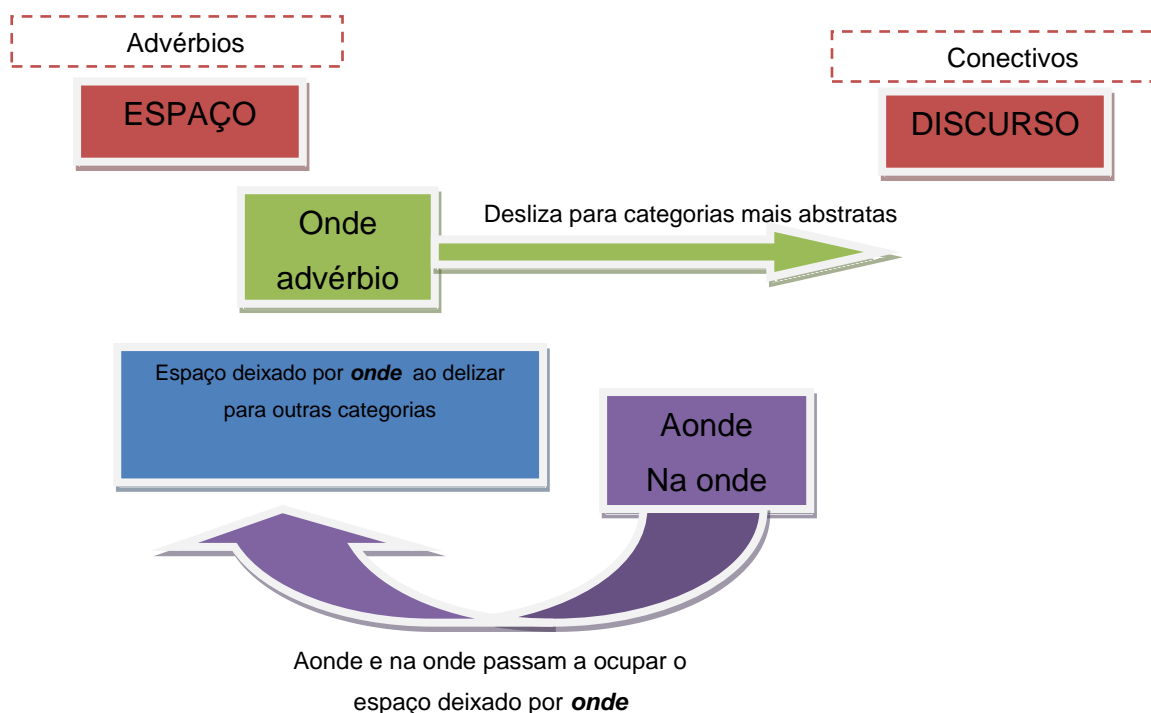 Advérbios
Conectivos
ESPAÇO
DISCURSO
Onde
advérbio
Desliza para categorias mais abstratas
Espaço deixado por onde ao delizar
para outras categorias
Aonde
Na onde
Aonde e na onde passam a ocupar o
espaço deixado por onde